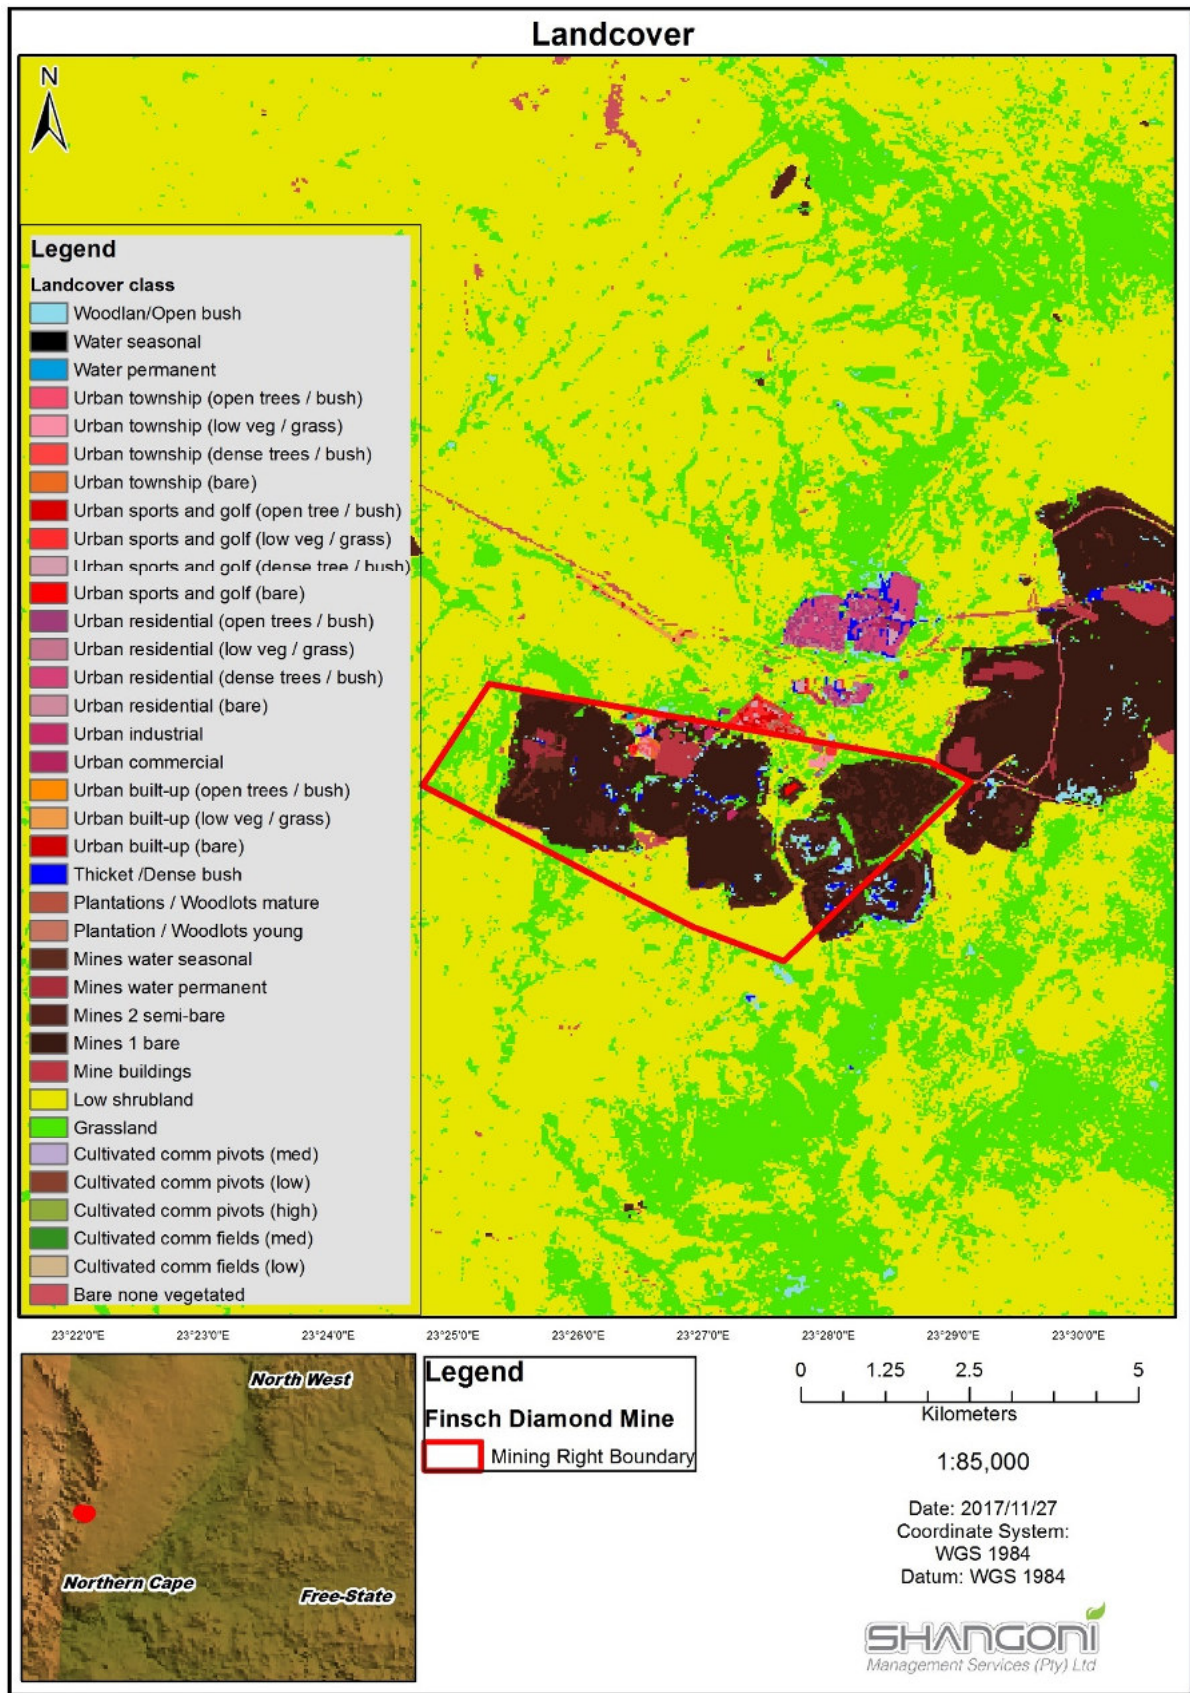 Landcover
N
Legend
Landcover class
Woodlan/Open bush
Water seasonal
Water permanent
Urban township (open trees / bush)
Urban township (low veg / grass)
Urban township (dense trees / bush)
Urban township (bare)
Urban sports and golf (open tree / bush)
Urban sports and golf (low veg / grass)
Urban sports and golf (dense tree / bush)
Urban sports and golf (bare)
Urban residential (open trees / bush)
Urban residential (low veg / grass)
Urban residential (dense trees / bush)
Urban residential (bare)
Urban industrial
Urban commercial
Urban built-up (open trees / bush)
Urban built-up (low veg / grass)
Urban built-up (bare)
Thicket /Dense bush
Plantations / Woodlots mature
Plantation / Woodlots young
Mines water seasonal
Mines water permanent
Mines 2 semi-bare
Mines 1 bare
Mine buildings
Low shrubland
Grassland
Cultivated comm pivots (med)
Cultivated comm pivots (low)
Cultivated comm pivots (high)
Cultivated comm fields (med)
Cultivated comm fields (low)
Bare none vegetated
23°22'0"E 23°23'0"E 23°24'0"E 23°25'0"E 23°26'0"E 23°27'0"E 23°28'0"E 23°29'0"E 23°30'0"E
North West
Northern Cape
Free-State
Legend
Finsch Diamond Mine
Mining Right Boundary
0 1.25 2.5 5
Kilometers
1:85,000
Date: 2017/11/27
Coordinate System:
WGS 1984
Datum: WGS 1984
SHANGONI
Management Services (Pty) Ltd